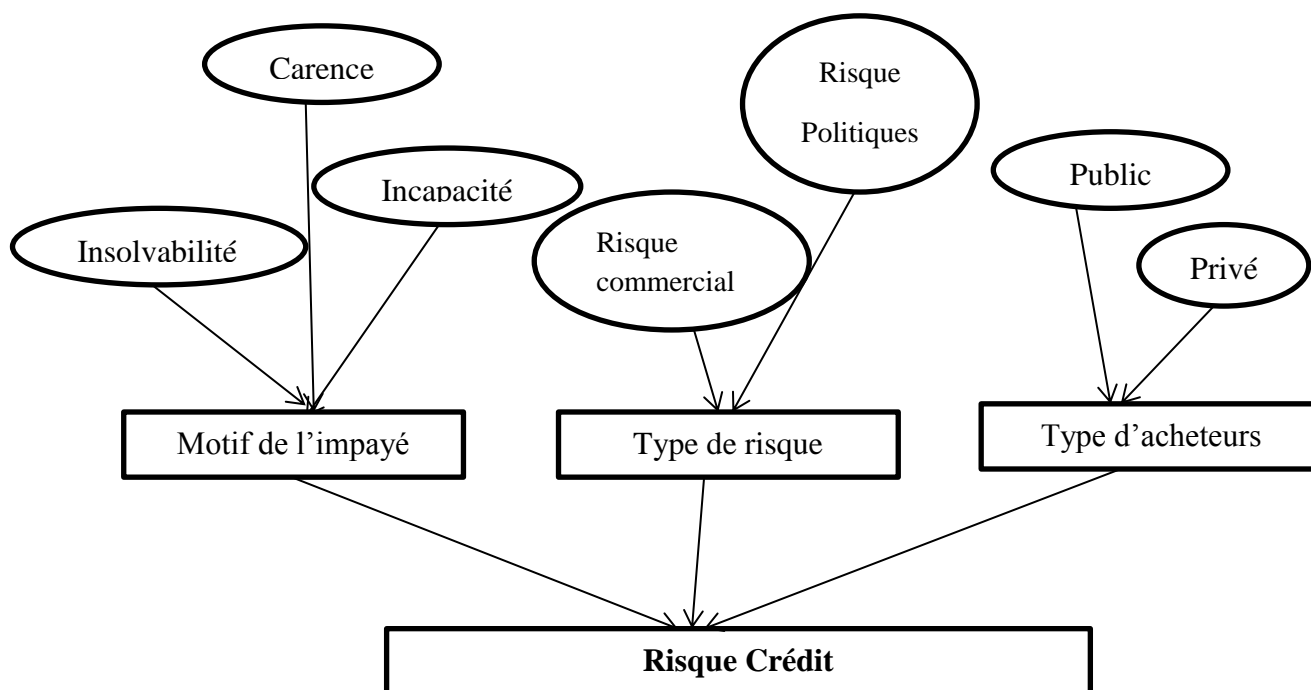 Carence
Risque
Politiques
Incapacité
Public
Insolvabilité
Risque
commercial
Privé
Motif de l’impayé
Type de risque
Type d’acheteurs
Risque Crédit